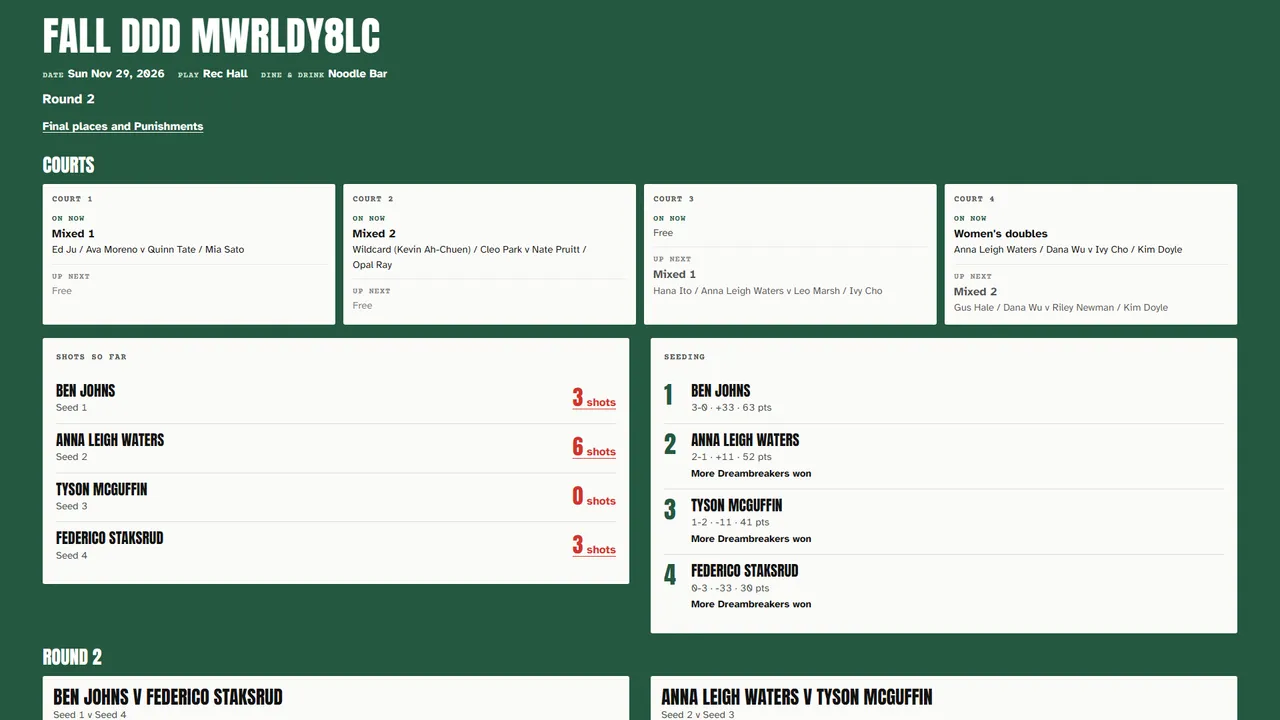 FALL DDD MWRLDY8LC
DATE Sun Nov 29, 2026 PLAY Rec Hall DINE & DRINK Noodle Bar
Round 2
Final places and Punishments
COURTS
COURT 1
ON NOW
Mixed 1
Ed Ju / Ava Moreno v Quinn Tate / Mia Sato
UP NEXT
Free
COURT 2
ON NOW
Mixed 2
Wildcard (Kevin Ah-Chuen) / Cleo Park v Nate Pruitt /
Opal Ray
UP NEXT
Free
COURT 3
ON NOW
Free
UP NEXT
Mixed 1
Hana Ito / Anna Leigh Waters v Leo Marsh / Ivy Cho
COURT 4
ON NOW
Women's doubles
Anna Leigh Waters / Dana Wu v Ivy Cho / Kim Doyle
UP NEXT
Mixed 2
Gus Hale / Dana Wu v Riley Newman / Kim Doyle
SHOTS SO FAR
BEN JOHNS
Seed 1
3 shots
ANNA LEIGH WATERS
Seed 2
6 shots
TYSON MCGUFFIN
Seed 3
0 shots
FEDERICO STAKSRUD
Seed 4
3 shots
SEEDING
1 BEN JOHNS
3-0 · +33 · 63 pts
2 ANNA LEIGH WATERS
2-1 · +11 · 52 pts
More Dreambreakers won
3 TYSON MCGUFFIN
1-2 · -11 · 41 pts
More Dreambreakers won
4 FEDERICO STAKSRUD
0-3 · -33 · 30 pts
More Dreambreakers won
ROUND 2
BEN JOHNS V FEDERICO STAKSRUD
Seed 1 v Seed 4
ANNA LEIGH WATERS V TYSON MCGUFFIN
Seed 2 v Seed 3